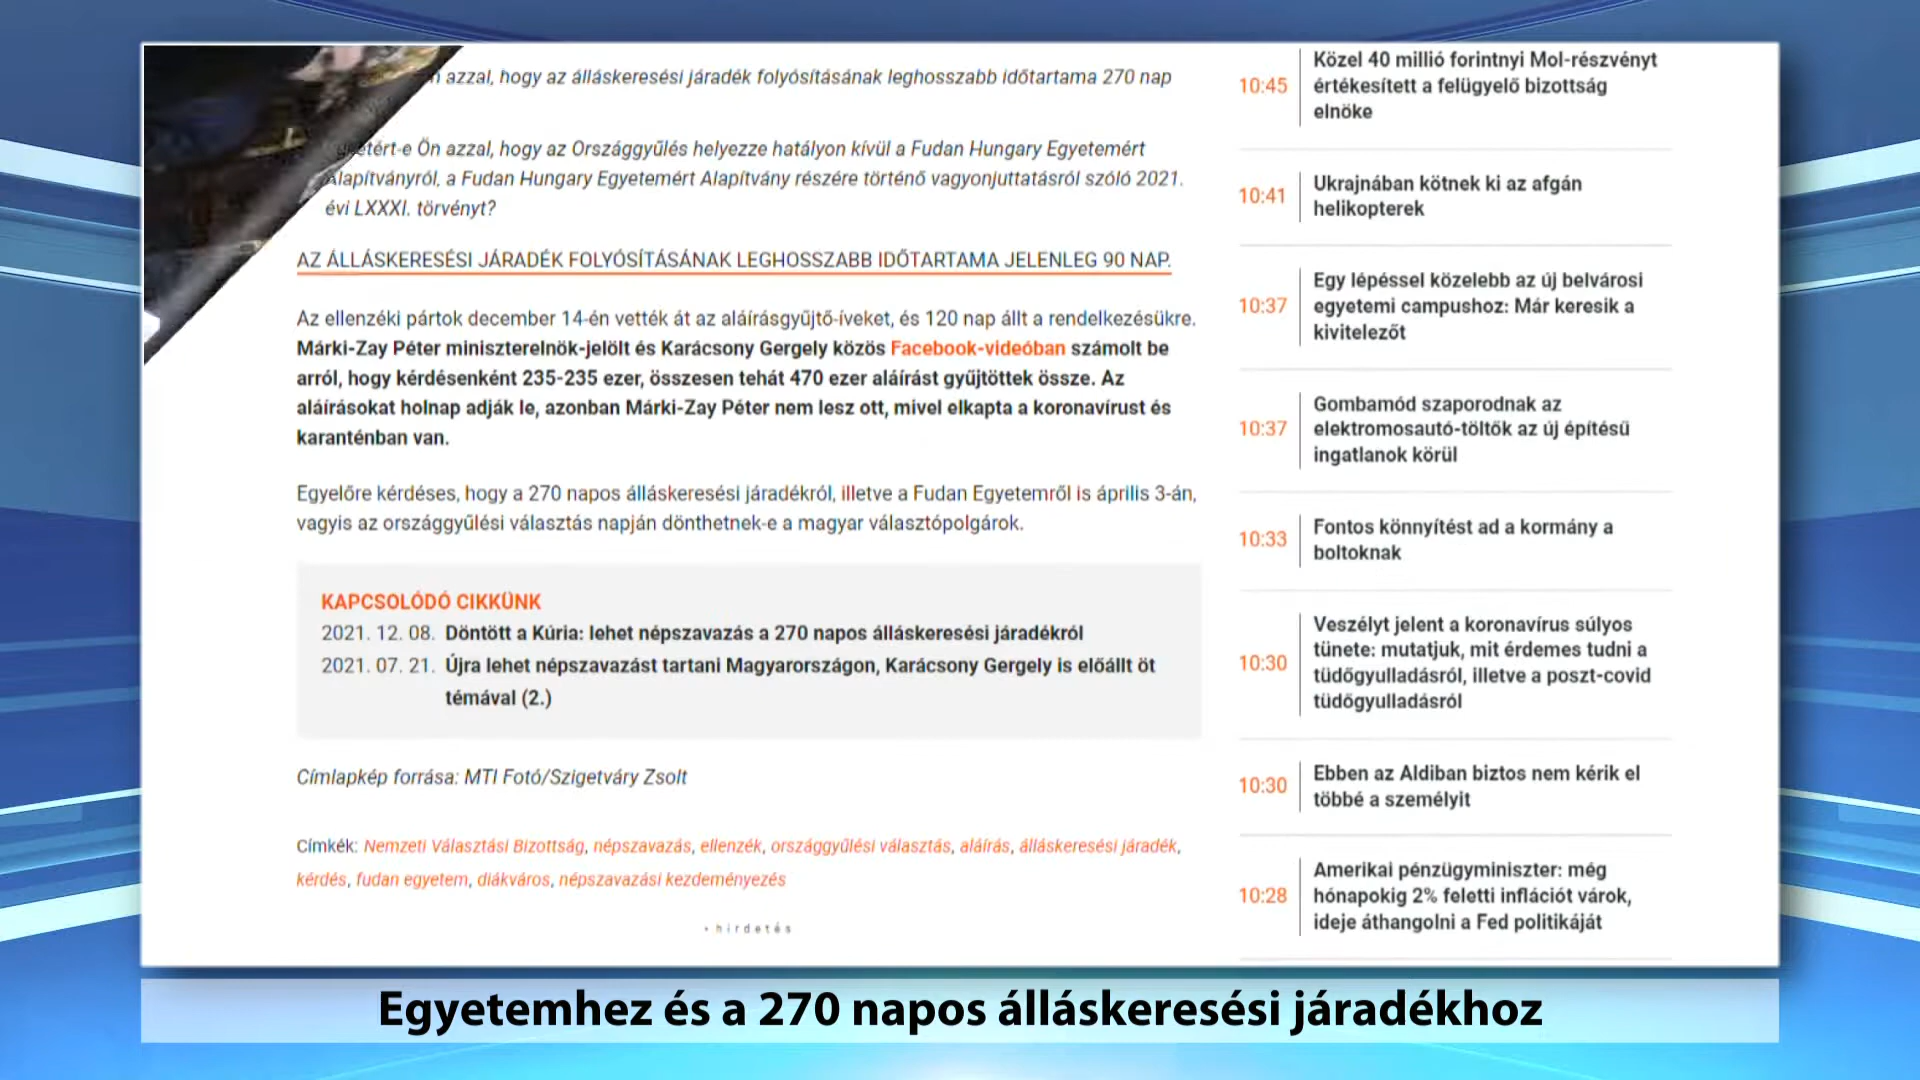 azzal, hogy az álláskeresési járadék folyósításának leghosszabb időtartama 270 nap
Ön azzal, hogy az Országgyűlés helyezze hatályon kívül a Fudan Hungary Egyetemért
Alapítványról, a Fudan Hungary Egyetemért Alapítvány részére történő vagyonjuttatásról szóló 2021.
évi LXXXI. törvényt?
AZ ÁLLÁSKERESÉSI JÁRADÉK FOLYÓSÍTÁSÁNAK LEGHOSSZABB IDŐTARTAMA JELENLEG 90 NAP.
Az ellenzéki pártok december 14-én vették át az aláírásgyűjtő-íveket, és 120 nap állt a rendelkezésükre.
Márki-Zay Péter miniszterelnök-jelölt és Karácsony Gergely közös Facebook-videóban számolt be
arról, hogy kérdésenként 235-235 ezer, összesen tehát 470 ezer aláírást gyűjtöttek össze. Az
aláírásokat holnap adják le, azonban Márki-Zay Péter nem lesz ott, mivel elkapta a koronavírust és
karanténban van.
Egyelőre kérdéses, hogy a 270 napos álláskeresési járadékról, illetve a Fudan Egyetemről is április 3-án,
vagyis az országgyűlési választás napján dönthetnek-e a magyar választópolgárok.
KAPCSOLÓDÓ CIKKÜNK
2021. 12. 08. Döntött a Kúria: lehet népszavazás a 270 napos álláskeresési járadékról
2021. 07. 21. Újra lehet népszavazást tartani Magyarországon, Karácsony Gergely is előállt öt
témával (2.)
Címlapkép forrása: MTI Fotó/Szigetváry Zsolt
Címkék: Nemzeti Választási Bizottság, népszavazás, ellenzék, országgyűlési választás, aláírás, álláskeresési járadék,
kérdés, fudan egyetem, diákváros, népszavazási kezdeményezés
• hirdetés
10:45 Közel 40 millió forintnyi Mol-részvényt
értékesített a felügyelő bizottság
elnöke
10:41 Ukrajnában kötnek ki az afgán
helikopterek
10:37 Egy lépéssel közelebb az új belvárosi
egyetemi campushoz: Már keresik a
kivitelezőt
10:37 Gombamód szaporodnak az
elektromosautó-töltők az új építésű
ingatlanok körül
10:33 Fontos könnyítést ad a kormány a
boltoknak
10:30 Veszélyt jelent a koronavírus súlyos
tünete: mutatjuk, mit érdemes tudni a
tüdőgyulladásról, illetve a poszt-covid
tüdőgyulladásról
10:30 Ebben az Aldiban biztos nem kérik el
többé a személyit
10:28 Amerikai pénzügyminiszter: még
hónapokig 2% feletti inflációt várok,
ideje áthangolni a Fed politikáját
Egyetemhez és a 270 napos álláskeresési járadékhoz